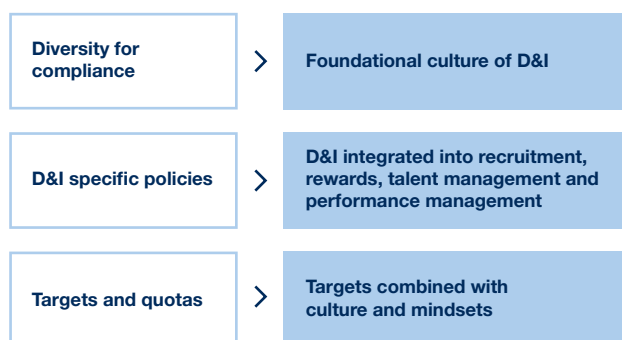 Diversity for
compliance
Foundational culture of D&I
D&I specific policies
D&I integrated into recruitment,
rewards, talent management and
performance management
Targets and quotas
Targets combined with
culture and mindsets